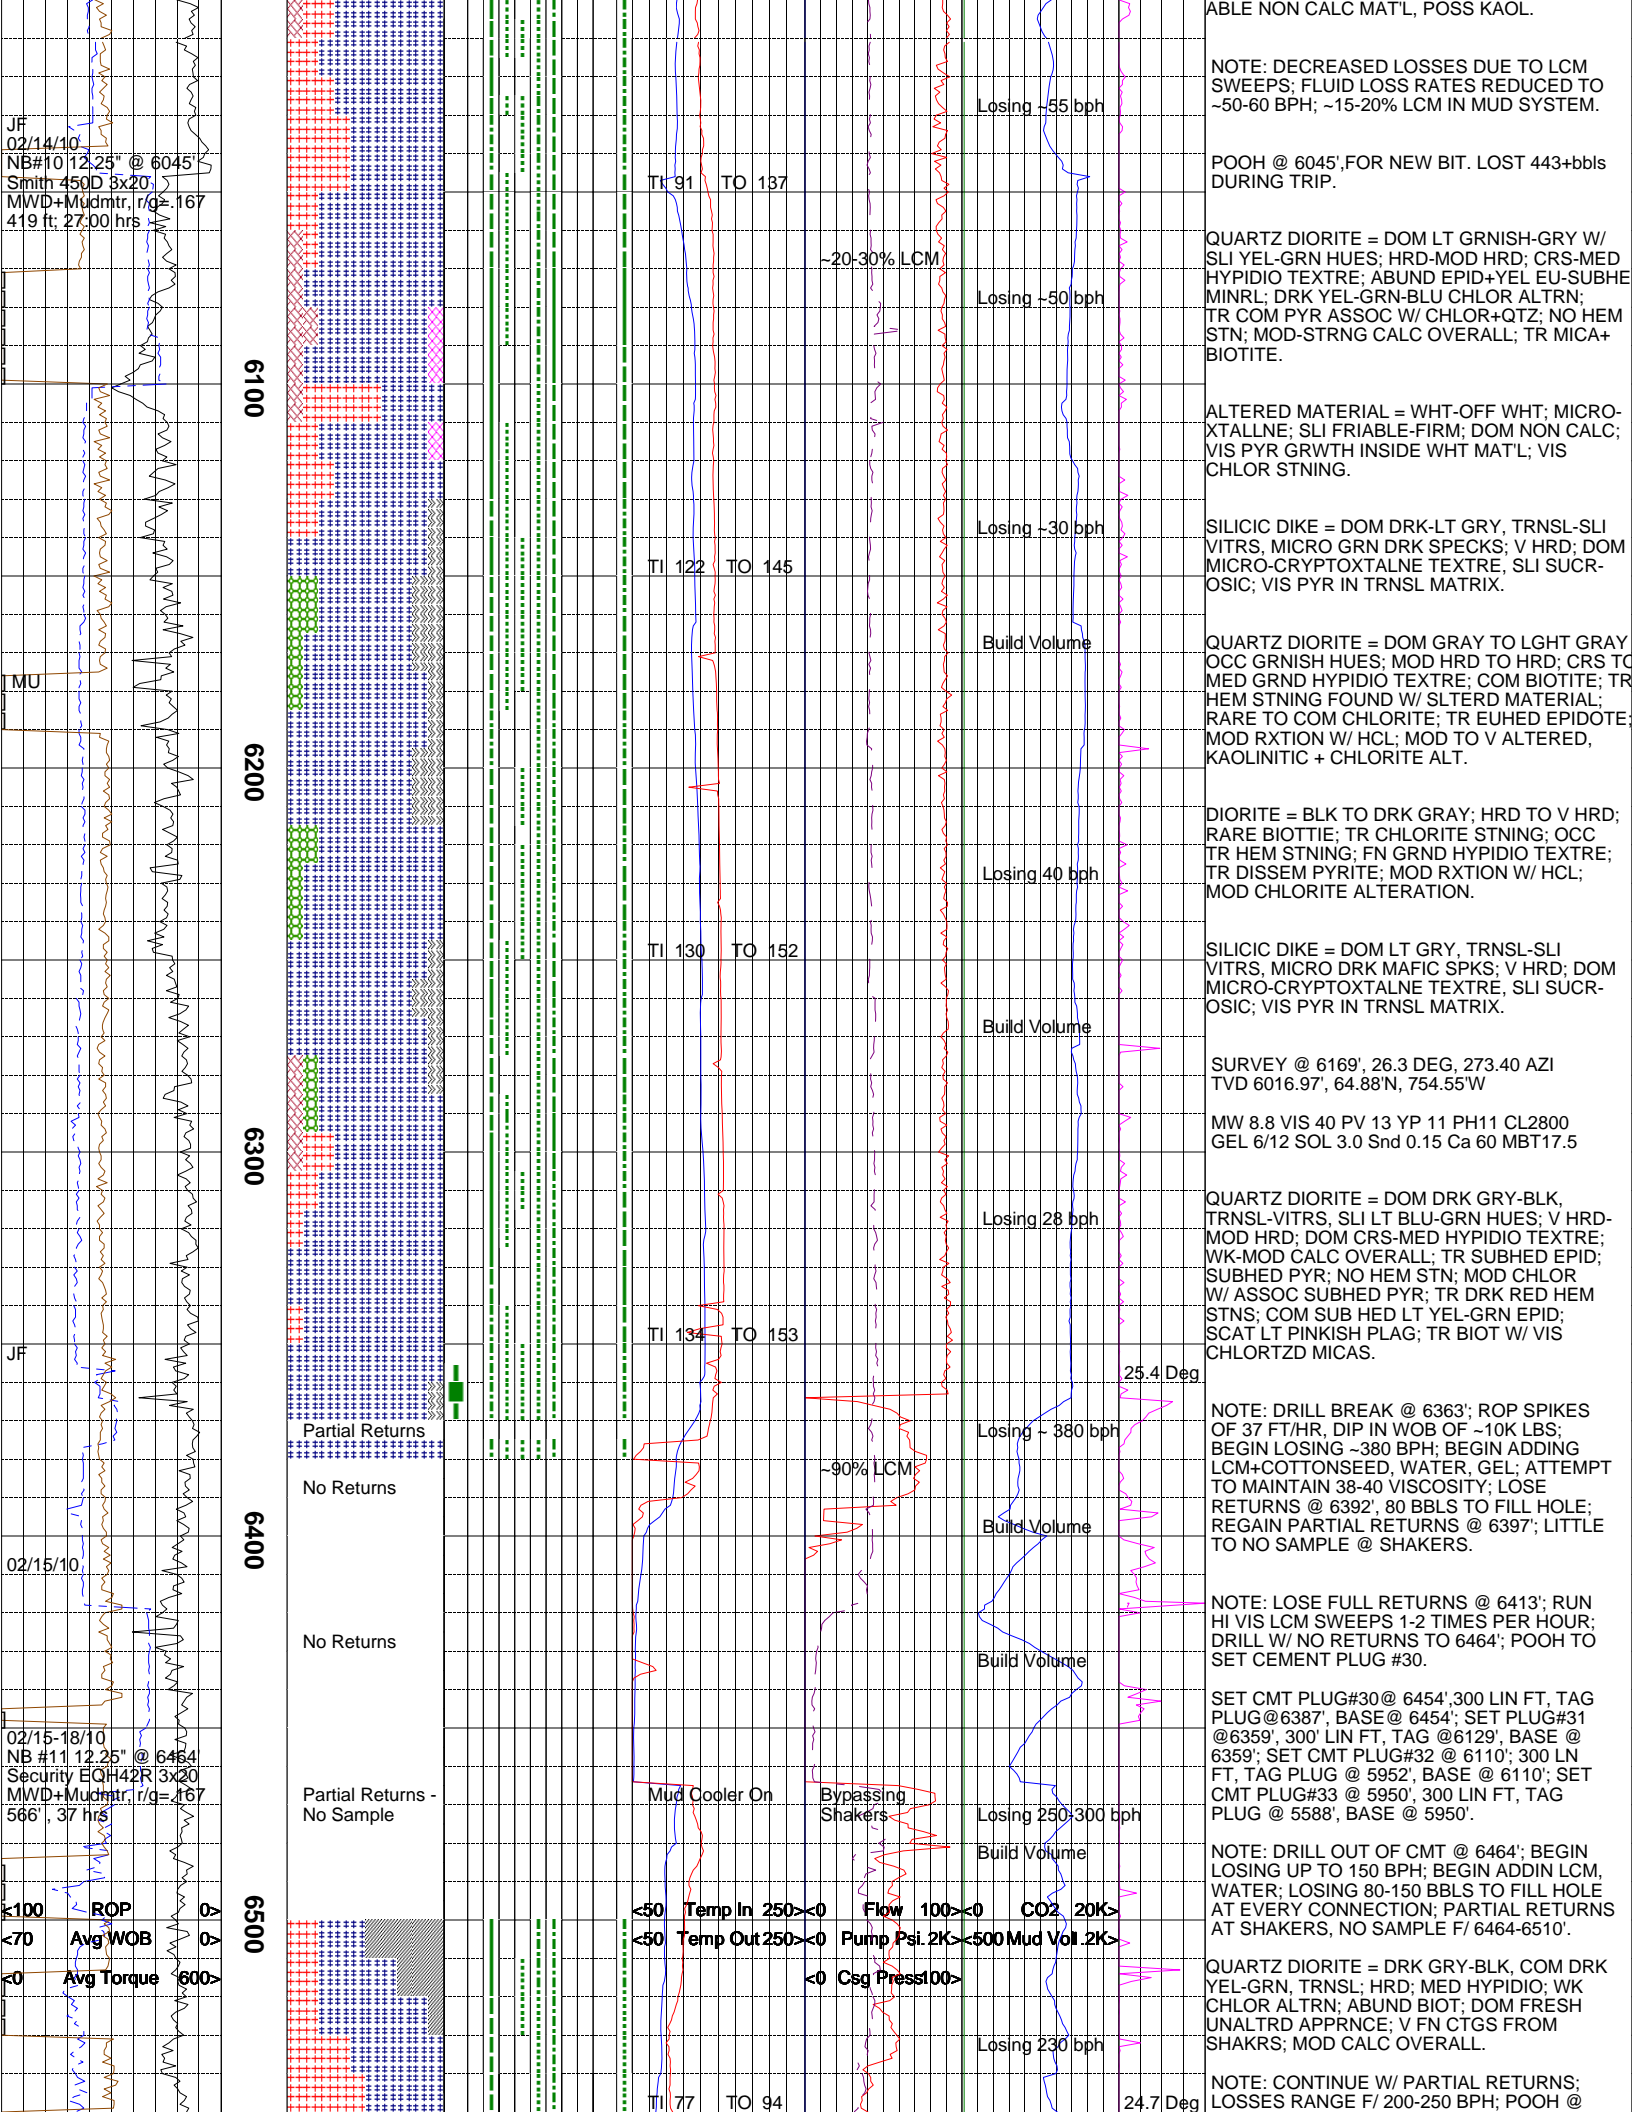 ABLE NON CALC MAT'L, POSS KAOL.
NOTE: DECREASED LOSSES DUE TO LCM
SWEEPS; FLUID LOSS RATES REDUCED TO
~50-60 BPH; ~15-20% LCM IN MUD SYSTEM.
Losing ~55 bph
JF
02/14/10
NB#10 12.25" @ 6045'
Smith 450D 3x20
MWD+Mudmtr, r/g=.167
419 ft; 27:00 hrs
TI 91 TO 137
POOH @ 6045',FOR NEW BIT. LOST 443+bbls
DURING TRIP.
~20-30% LCM
Losing ~50 bph
QUARTZ DIORITE = DOM LT GRNISH-GRY W/
SLI YEL-GRN HUES; HRD-MOD HRD; CRS-MED
HYPIDIO TEXTRE; ABUND EPID+YEL EU-SUBHE
MINRL; DRK YEL-GRN-BLU CHLOR ALTRN;
TR COM PYR ASSOC W/ CHLOR+QTZ; NO HEM
STN; MOD-STRNG CALC OVERALL; TR MICA+
BIOTITE.
6100
ALTERED MATERIAL = WHT-OFF WHT; MICRO-
XTALLNE; SLI FRIABLE-FIRM; DOM NON CALC;
VIS PYR GRWTH INSIDE WHT MAT'L; VIS
CHLOR STNING.
Losing ~30 bph
TI 122 TO 145
SILICIC DIKE = DOM DRK-LT GRY, TRNSL-SLI
VITRS, MICRO GRN DRK SPECKS; V HRD; DOM
MICRO-CRYPTOXTALNE TEXTRE, SLI SUCR-
OSIC; VIS PYR IN TRNSL MATRIX.
Build Volume
MU
QUARTZ DIORITE = DOM GRAY TO LGHT GRAY
OCC GRNISH HUES; MOD HRD TO HRD; CRS TO
MED GRND HYPIDIO TEXTRE; COM BIOTITE; TR
HEM STNING FOUND W/ SLTERD MATERIAL;
RARE TO COM CHLORITE; TR EUHED EPIDOTE;
MOD RXTION W/ HCL; MOD TO V ALTERED,
KAOLINITIC + CHLORITE ALT.
6200
DIORITE = BLK TO DRK GRAY; HRD TO V HRD;
RARE BIOTTIE; TR CHLORITE STNING; OCC
TR HEM STNING; FN GRND HYPIDIO TEXTRE;
TR DISSEM PYRITE; MOD RXTION W/ HCL;
MOD CHLORITE ALTERATION.
Losing 40 bph
TI 130 TO 152
SILICIC DIKE = DOM LT GRY, TRNSL-SLI
VITRS, MICRO DRK MAFIC SPKS; V HRD; DOM
MICRO-CRYPTOXTALNE TEXTRE, SLI SUCR-
OSIC; VIS PYR IN TRNSL MATRIX.
Build Volume
SURVEY @ 6169', 26.3 DEG, 273.40 AZI
TVD 6016.97', 64.88'N, 754.55'W
MW 8.8 VIS 40 PV 13 YP 11 PH11 CL2800
GEL 6/12 SOL 3.0 Snd 0.15 Ca 60 MBT17.5
6300
Losing 28 bph
QUARTZ DIORITE = DOM DRK GRY-BLK,
TRNSL-VITRS, SLI LT BLU-GRN HUES; V HRD-
MOD HRD; DOM CRS-MED HYPIDIO TEXTRE;
WK-MOD CALC OVERALL; TR SUBHED EPID;
SUBHED PYR; NO HEM STN; MOD CHLOR
W/ ASSOC SUBHED PYR; TR DRK RED HEM
STNS; COM SUB HED LT YEL-GRN EPID;
SCAT LT PINKISH PLAG; TR BIOT W/ VIS
CHLORTZD MICAS.
TI 134 TO 153
JF
25.4 Deg
Partial Returns
Losing ~ 380 bph
~90% LCM
No Returns
Build Volume
NOTE: DRILL BREAK @ 6363'; ROP SPIKES
OF 37 FT/HR, DIP IN WOB OF ~10K LBS;
BEGIN LOSING ~380 BPH; BEGIN ADDING
LCM+COTTONSEED, WATER, GEL; ATTEMPT
TO MAINTAIN 38-40 VISCOSITY; LOSE
RETURNS @ 6392', 80 BBLS TO FILL HOLE;
REGAIN PARTIAL RETURNS @ 6397'; LITTLE
TO NO SAMPLE @ SHAKERS.
6400
02/15/10
No Returns
Build Volume
NOTE: LOSE FULL RETURNS @ 6413'; RUN
HI VIS LCM SWEEPS 1-2 TIMES PER HOUR;
DRILL W/ NO RETURNS TO 6464'; POOH TO
SET CEMENT PLUG #30.
SET CMT PLUG#30@ 6454',300 LIN FT, TAG
PLUG@6387', BASE@ 6454'; SET PLUG#31
@6359', 300' LIN FT, TAG @6129', BASE @
6359'; SET CMT PLUG#32 @ 6110'; 300 LN
FT, TAG PLUG @ 5952', BASE @ 6110'; SET
CMT PLUG#33 @ 5950', 300 LIN FT, TAG
PLUG @ 5588', BASE @ 5950'.
02/15-18/10
NB #11 12.25" @ 6464'
Security EQH42R 3x20
MWD+Mudmtr, r/g=.167
566' , 37 hrs
Partial Returns -
No Sample
Mud Cooler On
Bypassing
Shakers
Losing 250-300 bph
Build Volume
NOTE: DRILL OUT OF CMT @ 6464'; BEGIN
LOSING UP TO 150 BPH; BEGIN ADDIN LCM,
WATER; LOSING 80-150 BBLS TO FILL HOLE
AT EVERY CONNECTION; PARTIAL RETURNS
AT SHAKERS, NO SAMPLE F/ 6464-6510'.
6500
<100 ROP 0> <50 Temp In 250> <0 Flow 100> <0 CO2 20K>
<70 Avg WOB 0> <50 Temp Out 250> <0 Pump Psi. 2K> <500 Mud Vol .2K>
<0 Avg Torque 600> <0 Csg Press100>
QUARTZ DIORITE = DRK GRY-BLK, COM DRK
YEL-GRN, TRNSL; HRD; MED HYPIDIO; WK
CHLOR ALTRN; ABUND BIOT; DOM FRESH
UNALTRD APPRNCE; V FN CTGS FROM
SHAKRS; MOD CALC OVERALL.
Losing 230 bph
TI 77 TO 94
24.7 Deg
NOTE: CONTINUE W/ PARTIAL RETURNS;
LOSSES RANGE F/ 200-250 BPH; POOH @